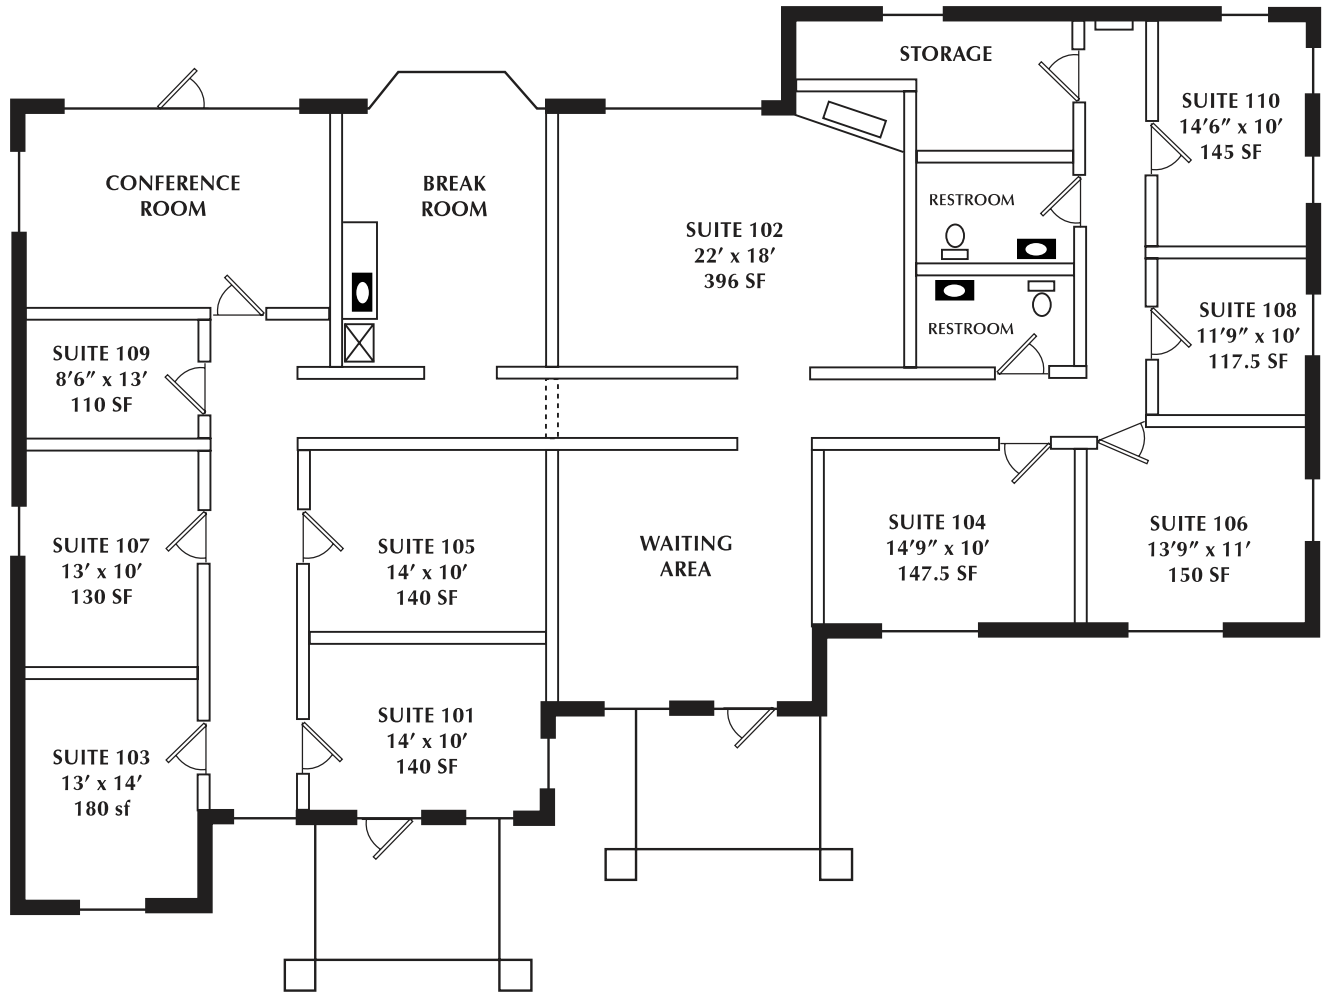 STORAGE
SUITE 110
14′6″ x 10′
145 SF
CONFERENCE
ROOM
BREAK
ROOM
RESTROOM
SUITE 102
22′ x 18′
396 SF
RESTROOM
SUITE 108
11′9″ x 10′
117.5 SF
SUITE 109
8′6″ x 13′
110 SF
SUITE 107
13′ x 10′
130 SF
SUITE 105
14′ x 10′
140 SF
WAITING
AREA
SUITE 104
14′9″ x 10′
147.5 SF
SUITE 106
13′9″ x 11′
150 SF
SUITE 103
13′ x 14′
180 sf
SUITE 101
14′ x 10′
140 SF